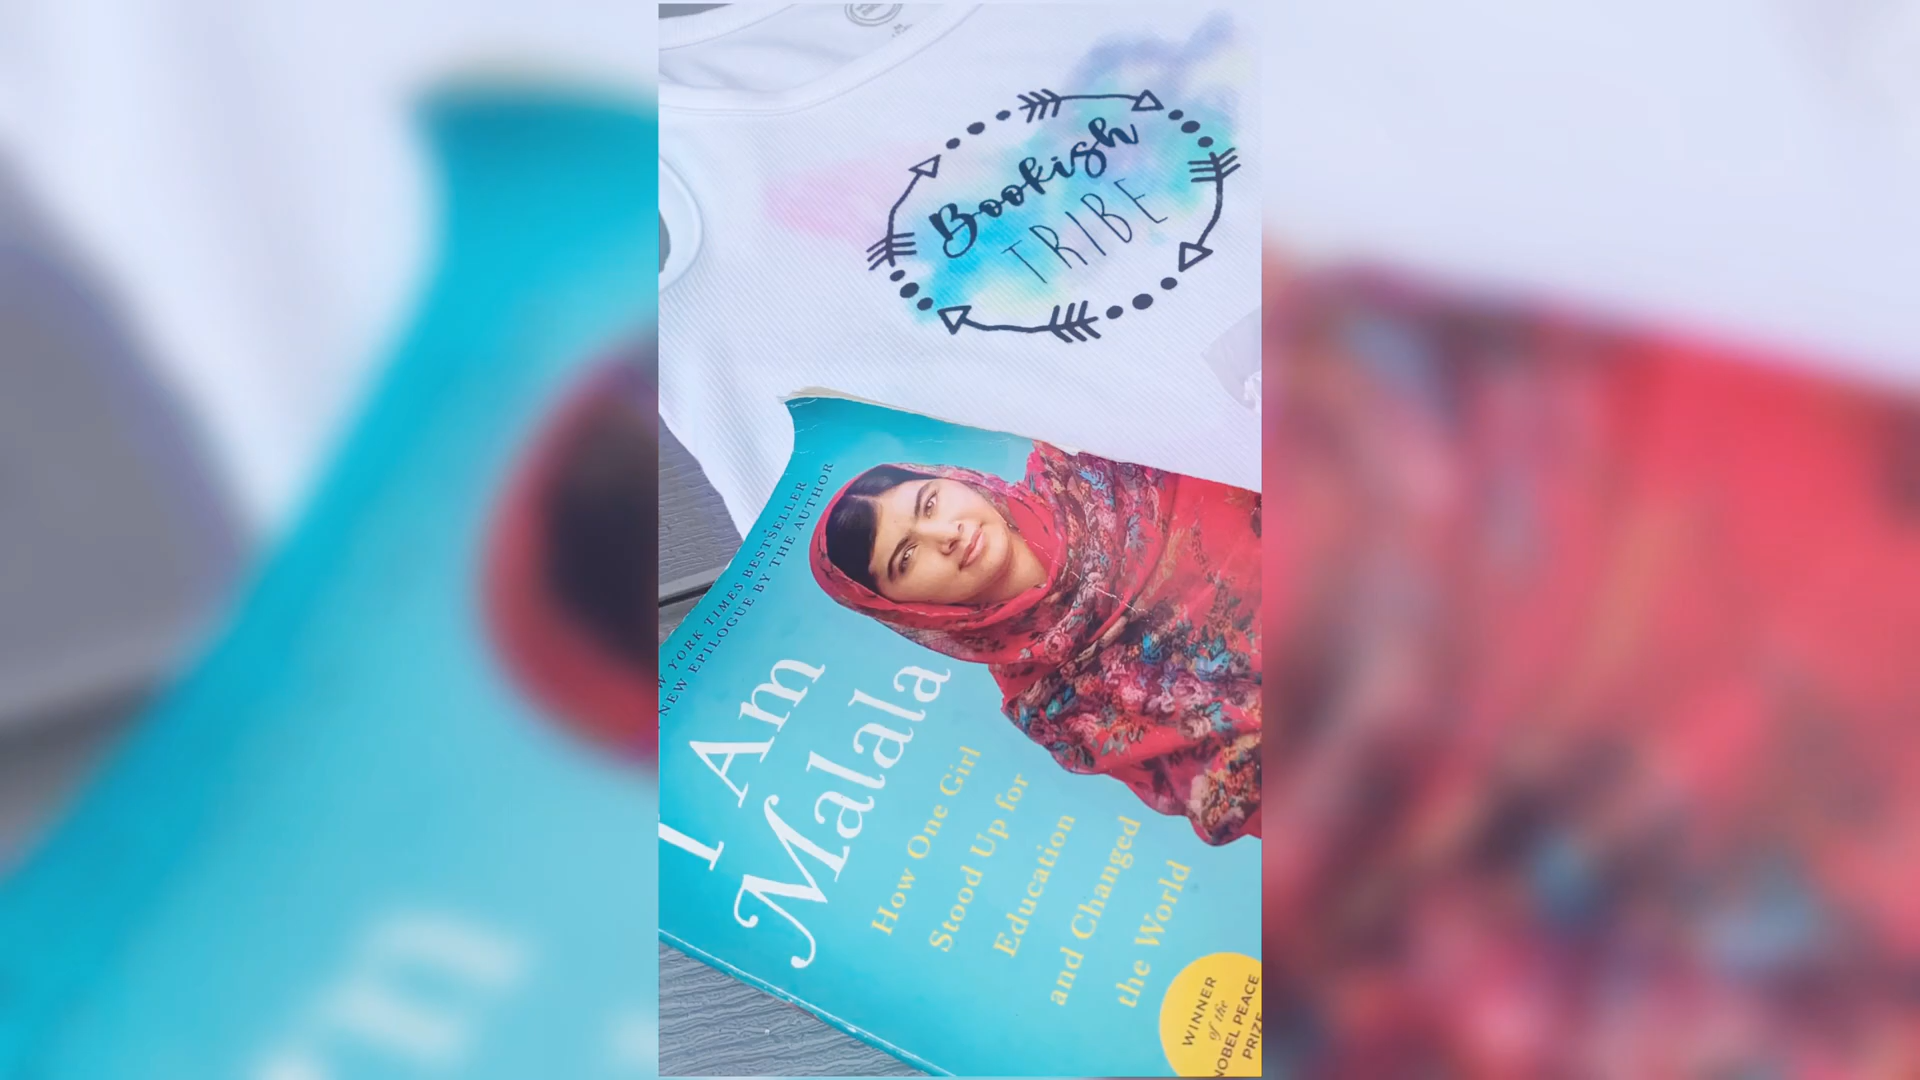 Bookish
TRIBE
YORK TIMES BESTSELLER
NEW EPILOGUE BY THE AUTHOR
I Am
Malala
How One Girl
Stood Up for
Education
and Changed
the World
WINNER
of the
NOBEL PEACE
PRIZE